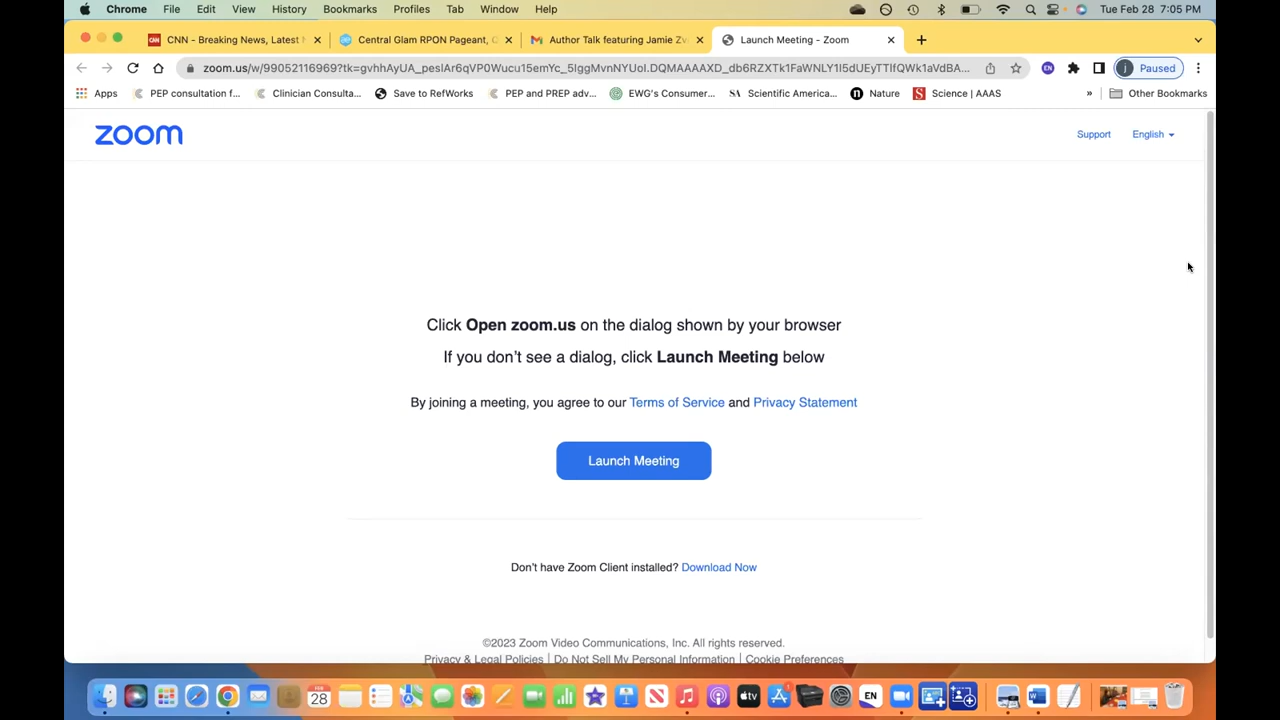 Chrome File Edit View History Bookmarks Profiles Tab Window Help Tue Feb 28 7:05 PM
CNN - Breaking News, Latest N Central Glam RPON Pageant, C Author Talk featuring Jamie Zv Launch Meeting - Zoom
Paused
Apps PEP consultation f... Clinician Consulta... Save to RefWorks PEP and PREP adv... EWG's Consumer... Scientific America... Nature Science | AAAS » Other Bookmarks
zoom Support English
Click Open zoom.us on the dialog shown by your browser
If you don't see a dialog, click Launch Meeting below
By joining a meeting, you agree to our Terms of Service and Privacy Statement
Launch Meeting
Don't have Zoom Client installed? Download Now
©2023 Zoom Video Communications, Inc. All rights reserved.
Privacy & Legal Policies | Do Not Sell My Personal Information | Cookie Preferences
FEB 28 tv EN